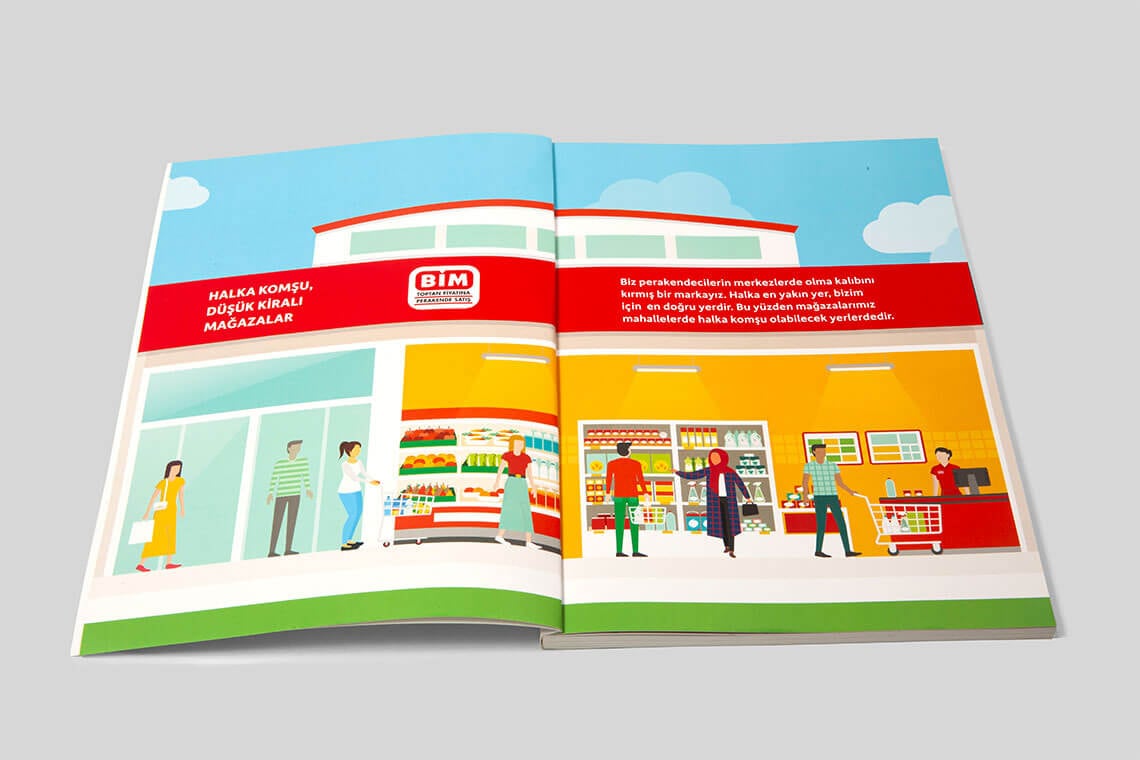 HALKA KOMŞU,
DÜŞÜK KİRALI
MAĞAZALAR
BİM
TOPTAN FİYATINA
PERAKENDE SATIŞ
Biz perakendecilerin merkezlerde olma kalıbını
kırmış bir markayız. Halka en yakın yer, bizim
için en doğru yerdir. Bu yüzden mağazalarımız
mahallelerde halka komşu olabilecek yerlerdedir.